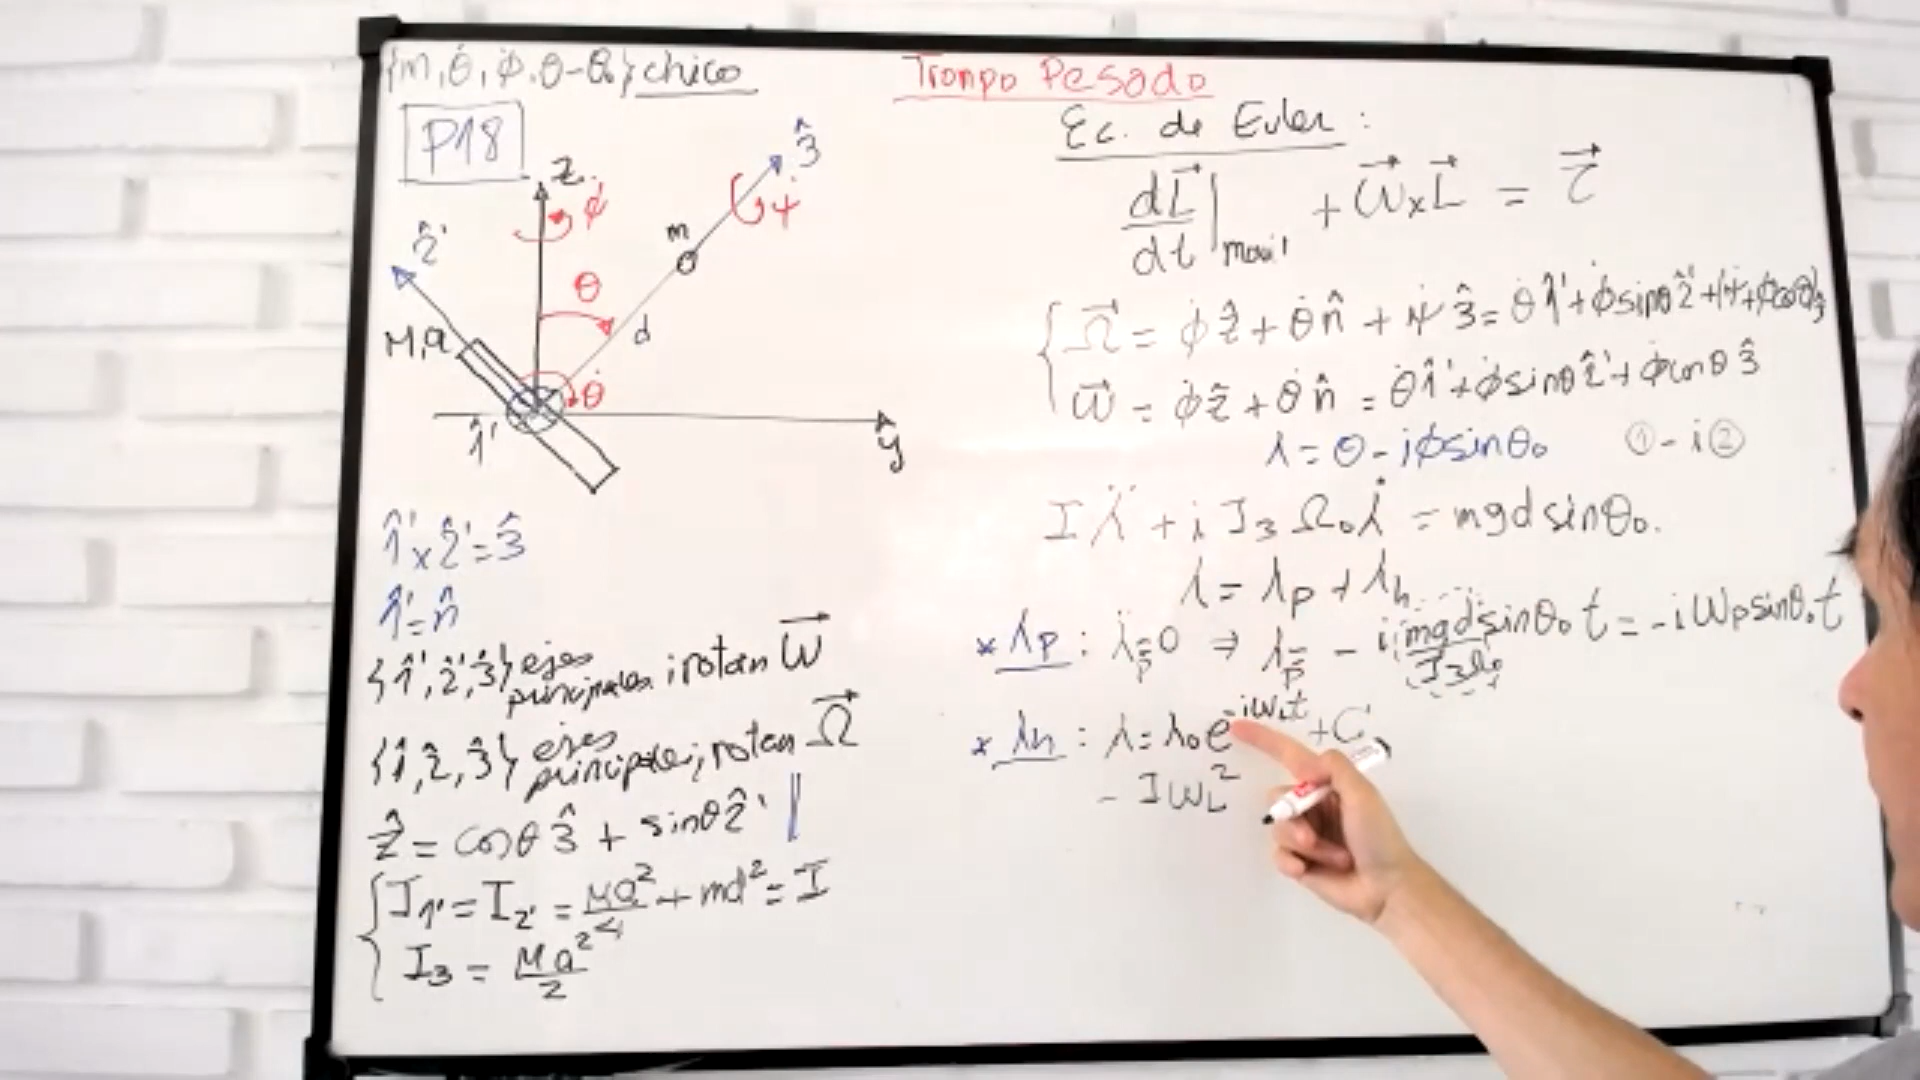 {m, θ̇, φ̇, θ-θ₀} chico
P18
ẑ
φ̇
3̂
ψ̇
m
2̂'
θ
d
M,a
θ̇
1̂'
ŷ
1̂' x 2̂' = 3̂
1̂' = n̂
{1̂', 2̂', 3̂} ejes principales; rotan ω⃗
{1̂, 2̂, 3̂} ejes principales; rotan Ω⃗
ẑ = cosθ 3̂ + sinθ 2̂'
I₁' = I₂' = Ma²/4 + md² = I
I₃ = Ma²/2
Trompo Pesado
Ec. de Euler:
dL⃗/dt|movil + ω⃗ x L⃗ = τ⃗
Ω⃗ = φ̇ ẑ + θ̇ n̂ + ψ̇ 3̂ = θ̇ 1̂' + φ̇ sinθ 2̂' + (ψ̇ + φ̇ cosθ) 3̂
ω⃗ = φ̇ ẑ + θ̇ n̂ = θ̇ 1̂' + φ̇ sinθ 2̂' + φ̇ cosθ 3̂
λ = θ - iφ sinθ₀ ① - i②
I λ̈ + i I₃ Ω₀ λ̇ = mgd sinθ₀.
λ = λp + λh
* λp : λ̈p = 0 ⇒ λp = - i mgd/I₃Ω₀ sinθ₀ t = -i ωp sinθ₀ t
* λh : λ = λ₀ e^-iωLt + C
- I ωL²